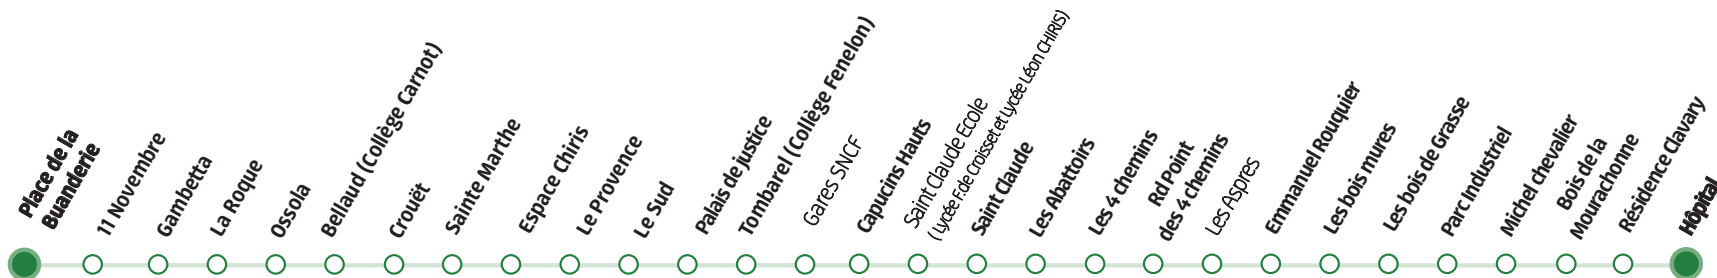 Place de la
Buanderie
11 Novembre
Gambetta
La Roque
Ossola
Bellaud (Collège Carnot)
Crouët
Sainte Marthe
Espace Chiris
Le Provence
Le Sud
Palais de justice
Tombarel (Collège Fenelon)
Gares SNCF
Capucins Hauts
Saint Claude Ecole
(Lycée F.de Croisset et Lycée Léon CHIRIS)
Saint Claude
Les Abattoirs
Les 4 chemins
Rd Point
des 4 chemins
Les Aspres
Emmanuel Rouquier
Les bois mures
Les bois de Grasse
Parc Industriel
Michel chevalier
Bois de la
Mourachonne
Résidence Clavary
Hôpital